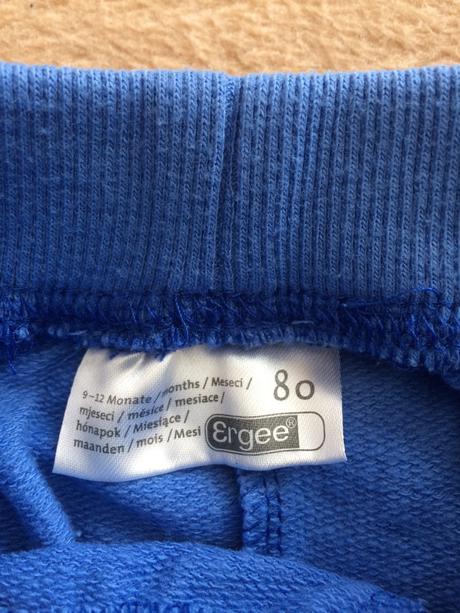 9-12 Monate / months / Meseci /
mjeseci / měsíce / mesiace /
hónapok / Miesiące /
maanden / mois / Mesi
80
Ergee®